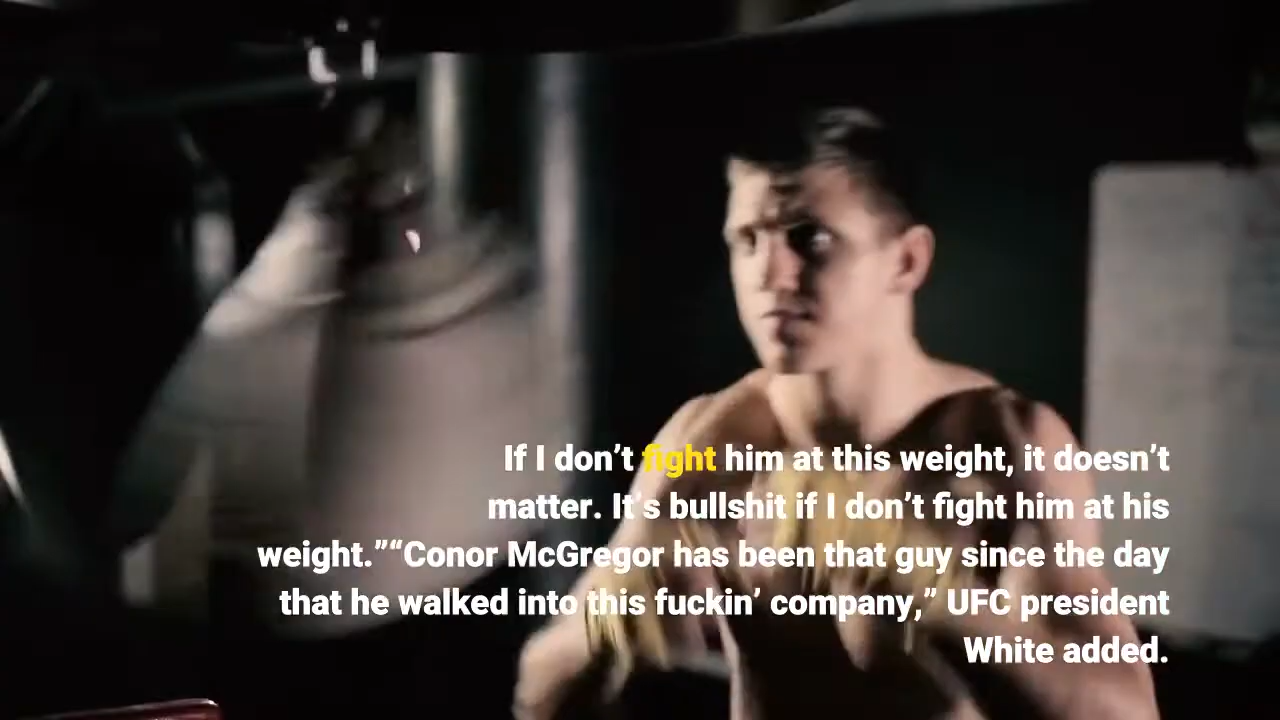 If I don’t fight him at this weight, it doesn’t
matter. It’s bullshit if I don’t fight him at his
weight.”“Conor McGregor has been that guy since the day
that he walked into this fuckin’ company,” UFC president
White added.